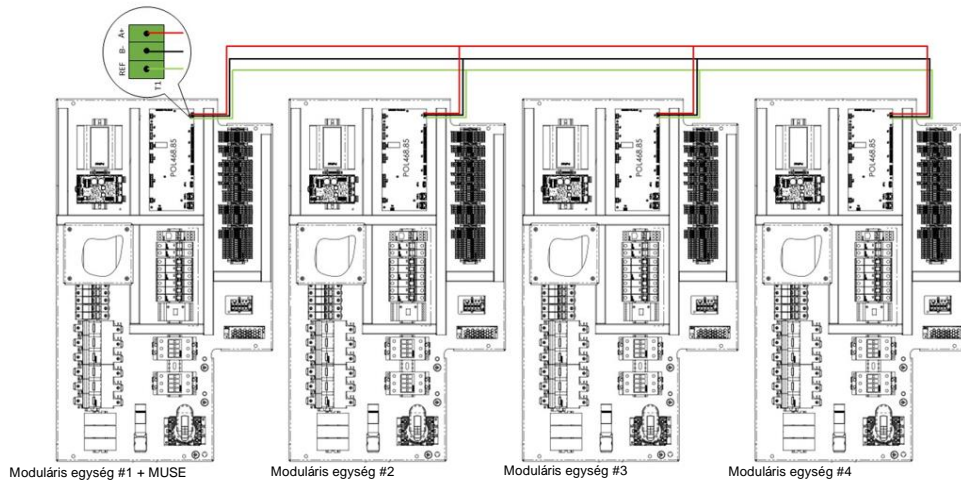 A+
B-
REF
T1
POL468.85
POL468.85
POL468.85
POL468.85
Moduláris egység #1 + MUSE
Moduláris egység #2
Moduláris egység #3
Moduláris egység #4